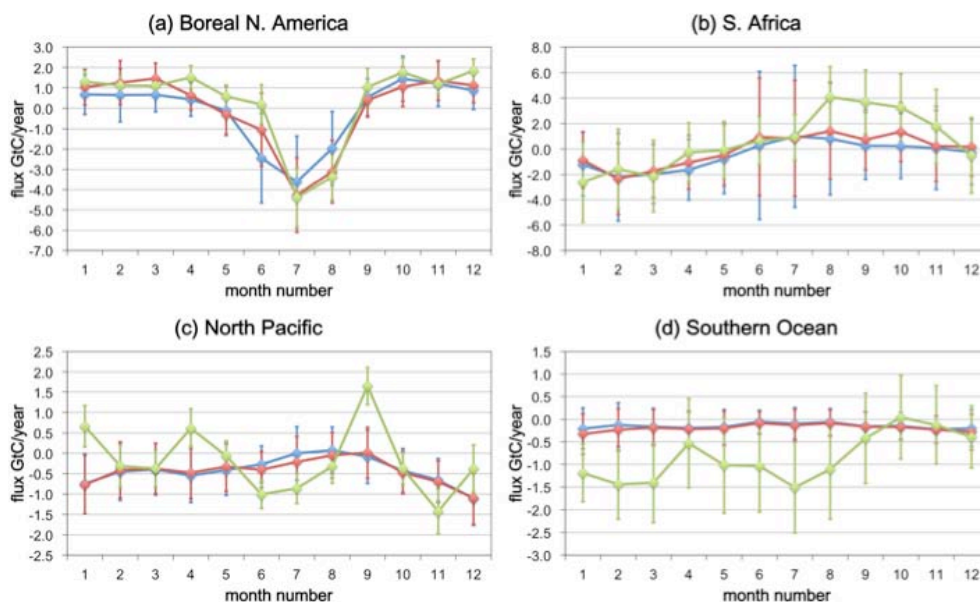 (a) Boreal N. America
3.0
2.0
1.0
0.0
-1.0
-2.0
-3.0
-4.0
-5.0
-6.0
-7.0
flux GtC/year
1 2 3 4 5 6 7 8 9 10 11 12
month number
(b) S. Africa
8.0
6.0
4.0
2.0
0.0
-2.0
-4.0
-6.0
-8.0
flux GtC/year
1 2 3 4 5 6 7 8 9 10 11 12
month number
(c) North Pacific
2.5
2.0
1.5
1.0
0.5
0.0
-0.5
-1.0
-1.5
-2.0
-2.5
flux GtC/year
1 2 3 4 5 6 7 8 9 10 11 12
month number
(d) Southern Ocean
1.5
1.0
0.5
0.0
-0.5
-1.0
-1.5
-2.0
-2.5
-3.0
flux GtC/year
1 2 3 4 5 6 7 8 9 10 11 12
month number